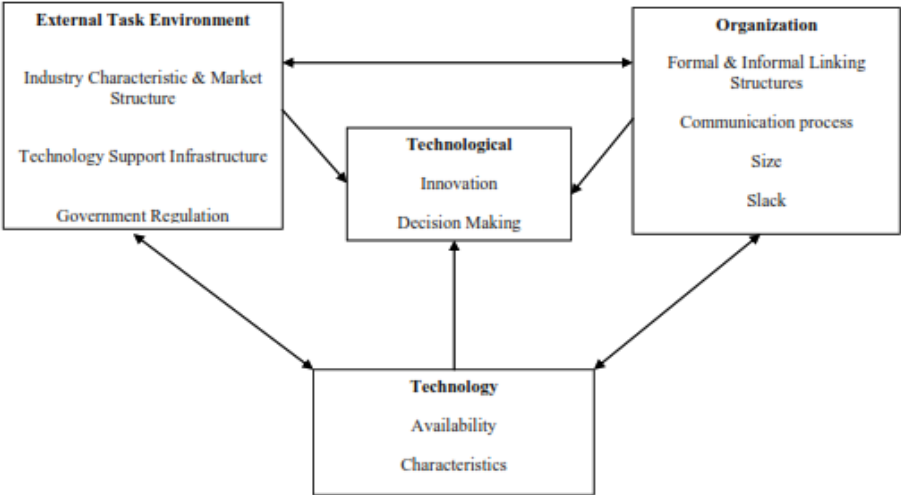 External Task Environment
Industry Characteristic & Market
Structure
Technology Support Infrastructure
Government Regulation
Organization
Formal & Informal Linking
Structures
Communication process
Size
Slack
Technological
Innovation
Decision Making
Technology
Availability
Characteristics